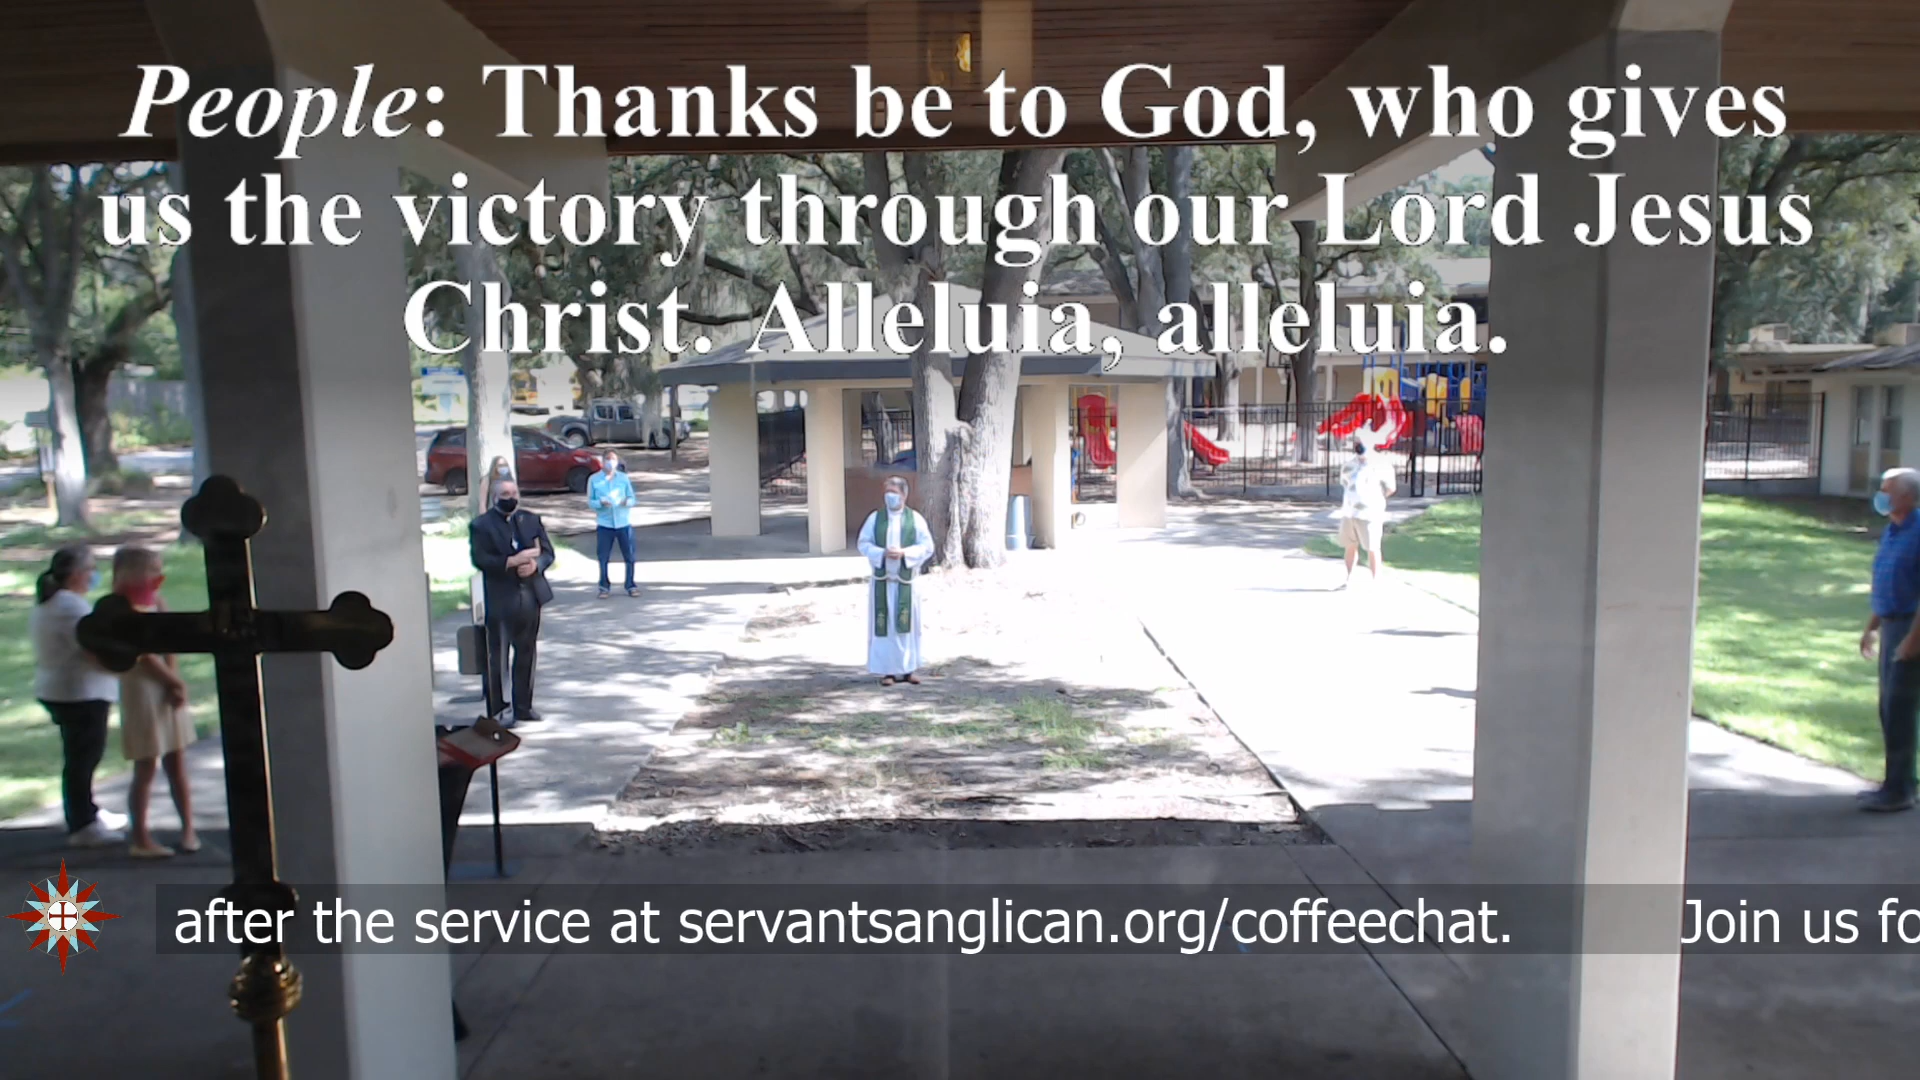 People: Thanks be to God, who gives
us the victory through our Lord Jesus
Christ. Alleluia, alleluia.
after the service at servantsanglican.org/coffeechat. Join us fo